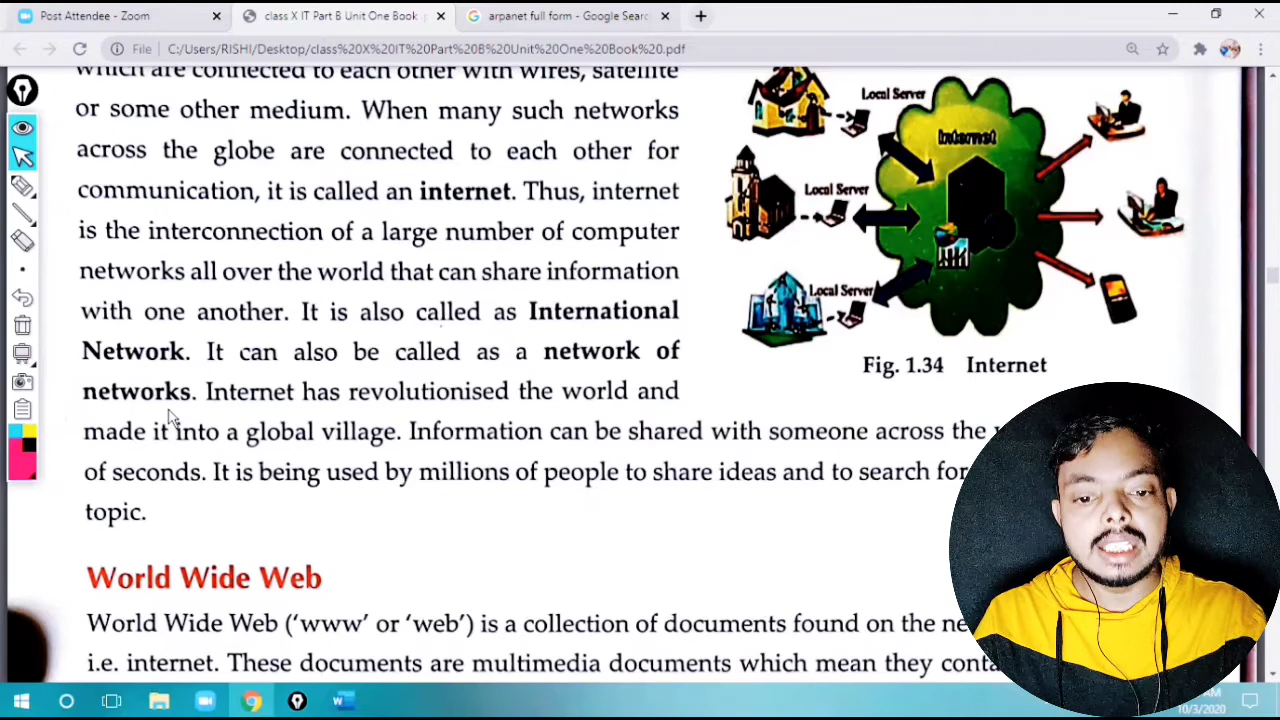 Post Attendee - Zoom
class X IT Part B Unit One Book .p
arpanet full form - Google Searc
File
C:/Users/RISHI/Desktop/class%20X%20IT%20Part%20B%20Unit%20One%20Book%20.pdf
which are connected to each other with wires, satellite
or some other medium. When many such networks
across the globe are connected to each other for
communication, it is called an internet. Thus, internet
is the interconnection of a large number of computer
networks all over the world that can share information
with one another. It is also called as International
Network. It can also be called as a network of
networks. Internet has revolutionised the world and
made it into a global village. Information can be shared with someone across the
of seconds. It is being used by millions of people to share ideas and to search for
topic.
Local Server
Internet
Local Server
Local Server
Fig. 1.34 Internet
World Wide Web
World Wide Web ('www' or 'web') is a collection of documents found on the ne
i.e. internet. These documents are multimedia documents which mean they conta
AM
10/3/2020